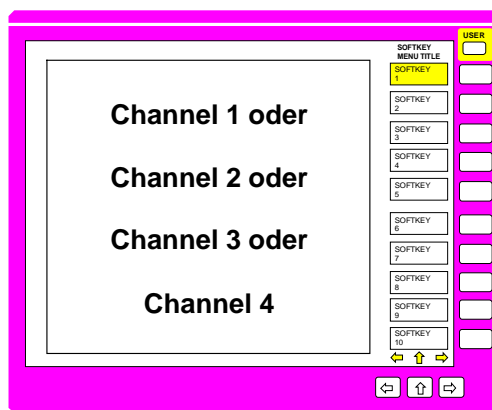 USER
SOFTKEY
MENU TITLE
SOFTKEY
1
SOFTKEY
2
SOFTKEY
3
SOFTKEY
4
SOFTKEY
5
SOFTKEY
6
SOFTKEY
7
SOFTKEY
8
SOFTKEY
9
SOFTKEY
10
Channel 1 oder
Channel 2 oder
Channel 3 oder
Channel 4